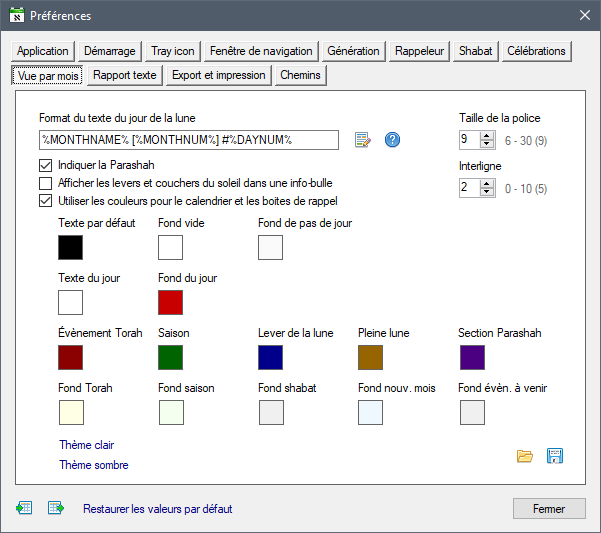 Préférences
Application Démarrage Tray icon Fenêtre de navigation Génération Rappeleur Shabat Célébrations
Vue par mois Rapport texte Export et impression Chemins
Format du texte du jour de la lune Taille de la police
%MONTHNAME% [%MONTHNUM%] #%DAYNUM% 9 6 - 30 (9)
Indiquer la Parashah Interligne
Afficher les levers et couchers du soleil dans une info-bulle 2 0 - 10 (5)
Utiliser les couleurs pour le calendrier et les boites de rappel
Texte par défaut Fond vide Fond de pas de jour
Texte du jour Fond du jour
Évènement Torah Saison Lever de la lune Pleine lune Section Parashah
Fond Torah Fond saison Fond shabat Fond nouv. mois Fond évèn. à venir
Thème clair
Thème sombre
Restaurer les valeurs par défaut Fermer